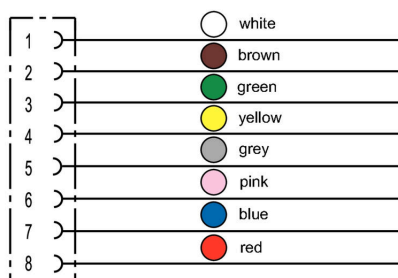 1 white
2 brown
3 green
4 yellow
5 grey
6 pink
7 blue
8 red